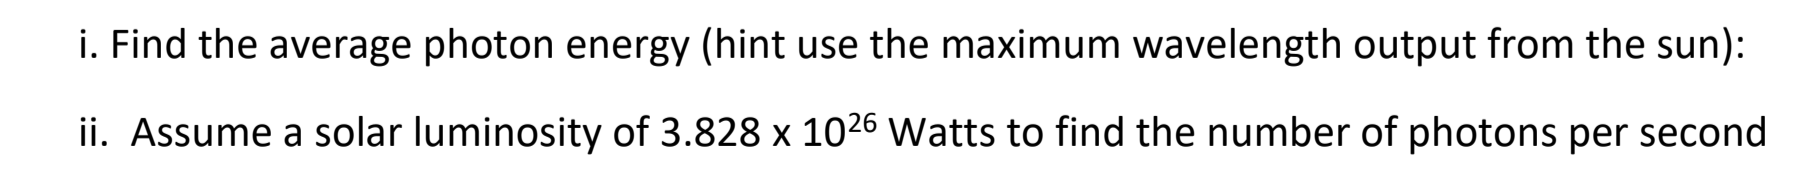 i. Find the average photon energy (hint use the maximum wavelength output from the sun):
ii. Assume a solar luminosity of 3.828 x 10²⁶ Watts to find the number of photons per second